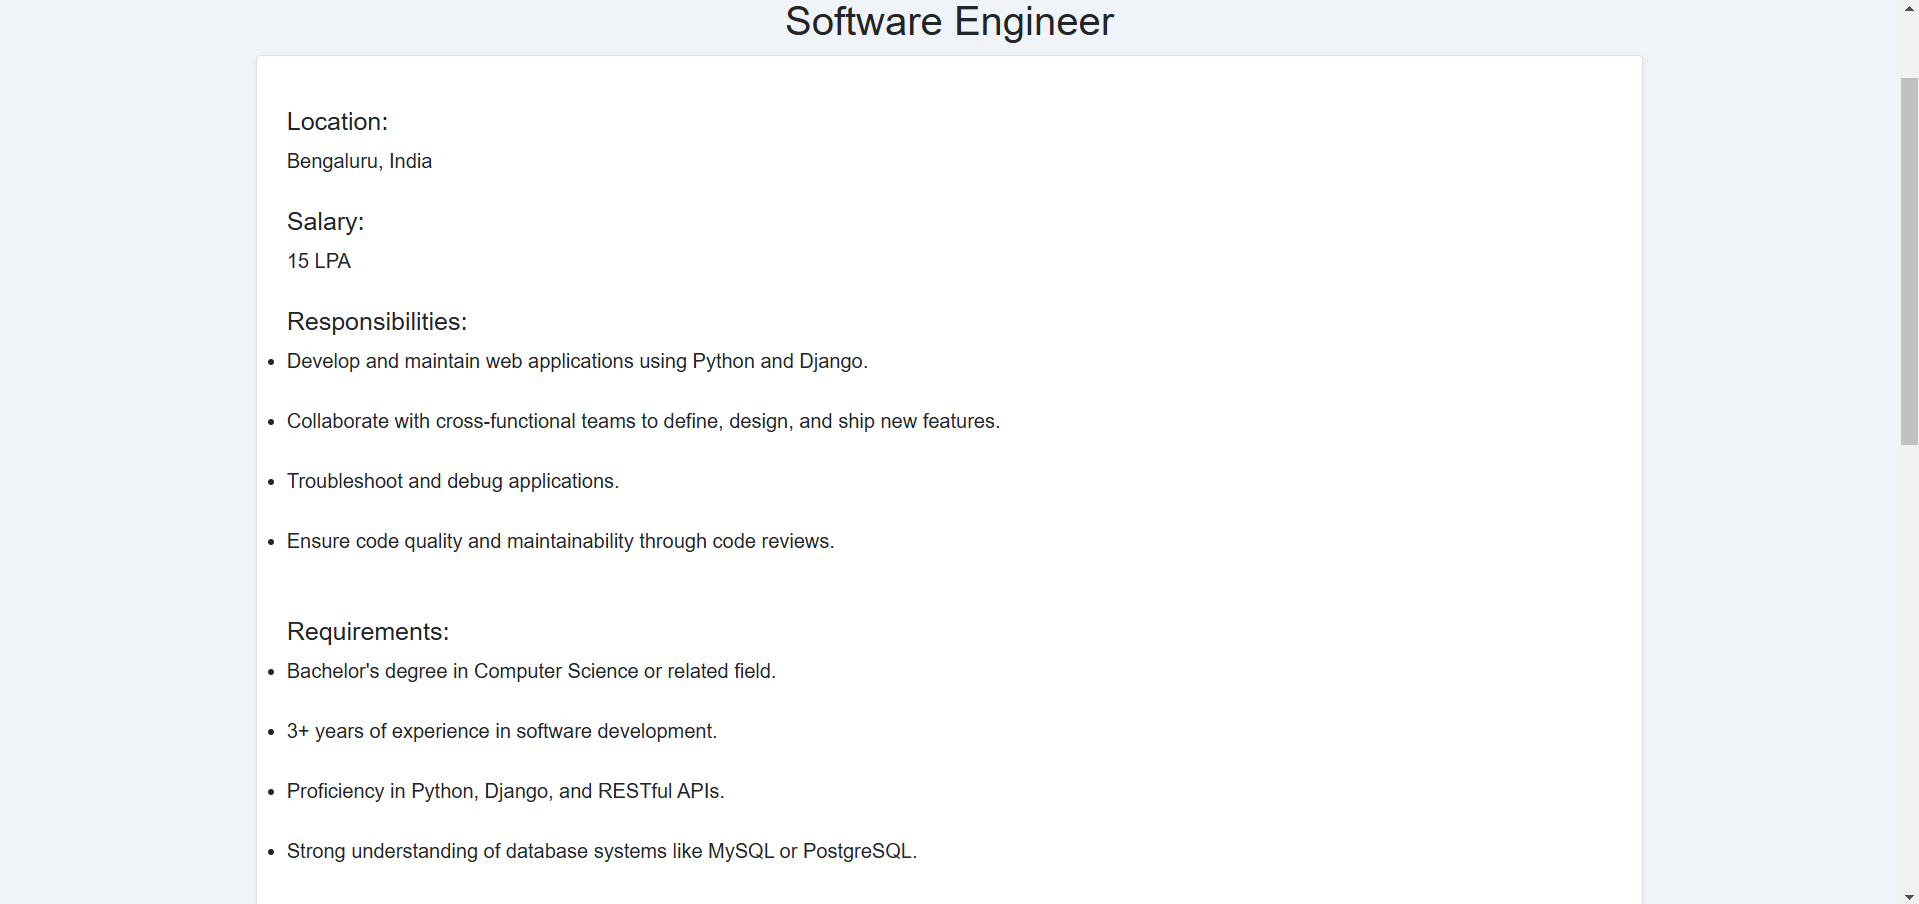 Software Engineer
Location:
Bengaluru, India
Salary:
15 LPA
Responsibilities:
Develop and maintain web applications using Python and Django.
Collaborate with cross-functional teams to define, design, and ship new features.
Troubleshoot and debug applications.
Ensure code quality and maintainability through code reviews.
Requirements:
Bachelor's degree in Computer Science or related field.
3+ years of experience in software development.
Proficiency in Python, Django, and RESTful APIs.
Strong understanding of database systems like MySQL or PostgreSQL.